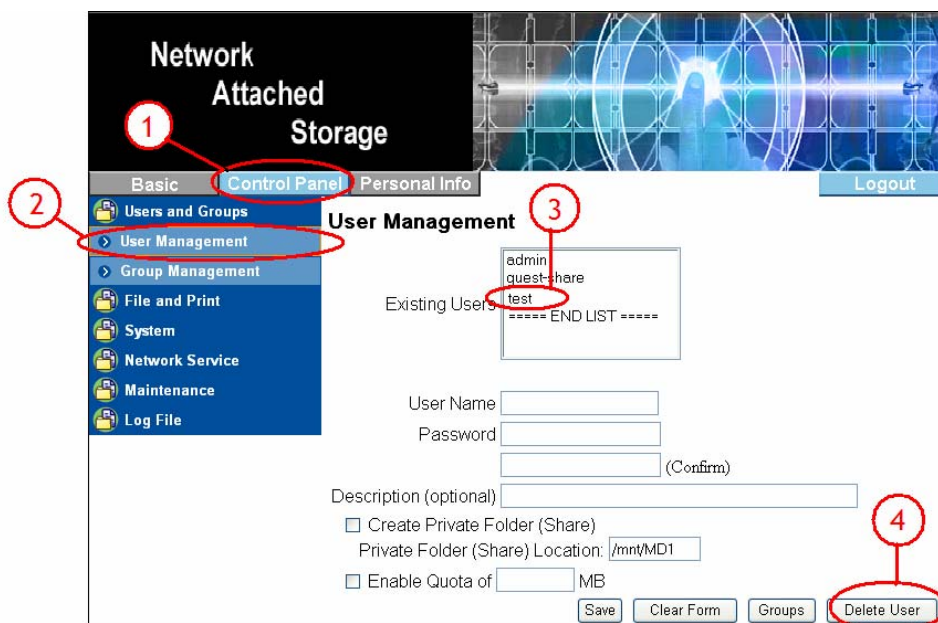 Network
Attached
Storage
1
Basic
Control Panel
Personal Info
Logout
2
Users and Groups
User Management
Group Management
File and Print
System
Network Service
Maintenance
Log File
User Management
3
Existing Users
admin
guest-share
test
===== END LIST =====
User Name
Password
(Confirm)
Description (optional)
Create Private Folder (Share)
Private Folder (Share) Location: /mnt/MD1
Enable Quota of MB
4
Save
Clear Form
Groups
Delete User